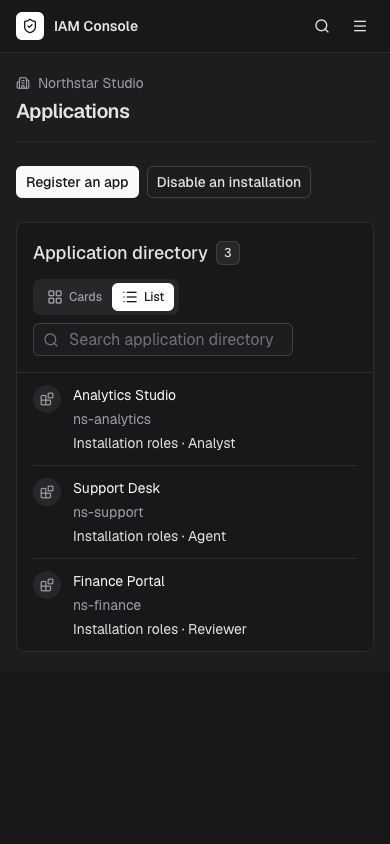 IAM Console
Northstar Studio
Applications
Register an app
Disable an installation
Application directory 3
Cards
List
Search application directory
Analytics Studio
ns-analytics
Installation roles · Analyst
Support Desk
ns-support
Installation roles · Agent
Finance Portal
ns-finance
Installation roles · Reviewer